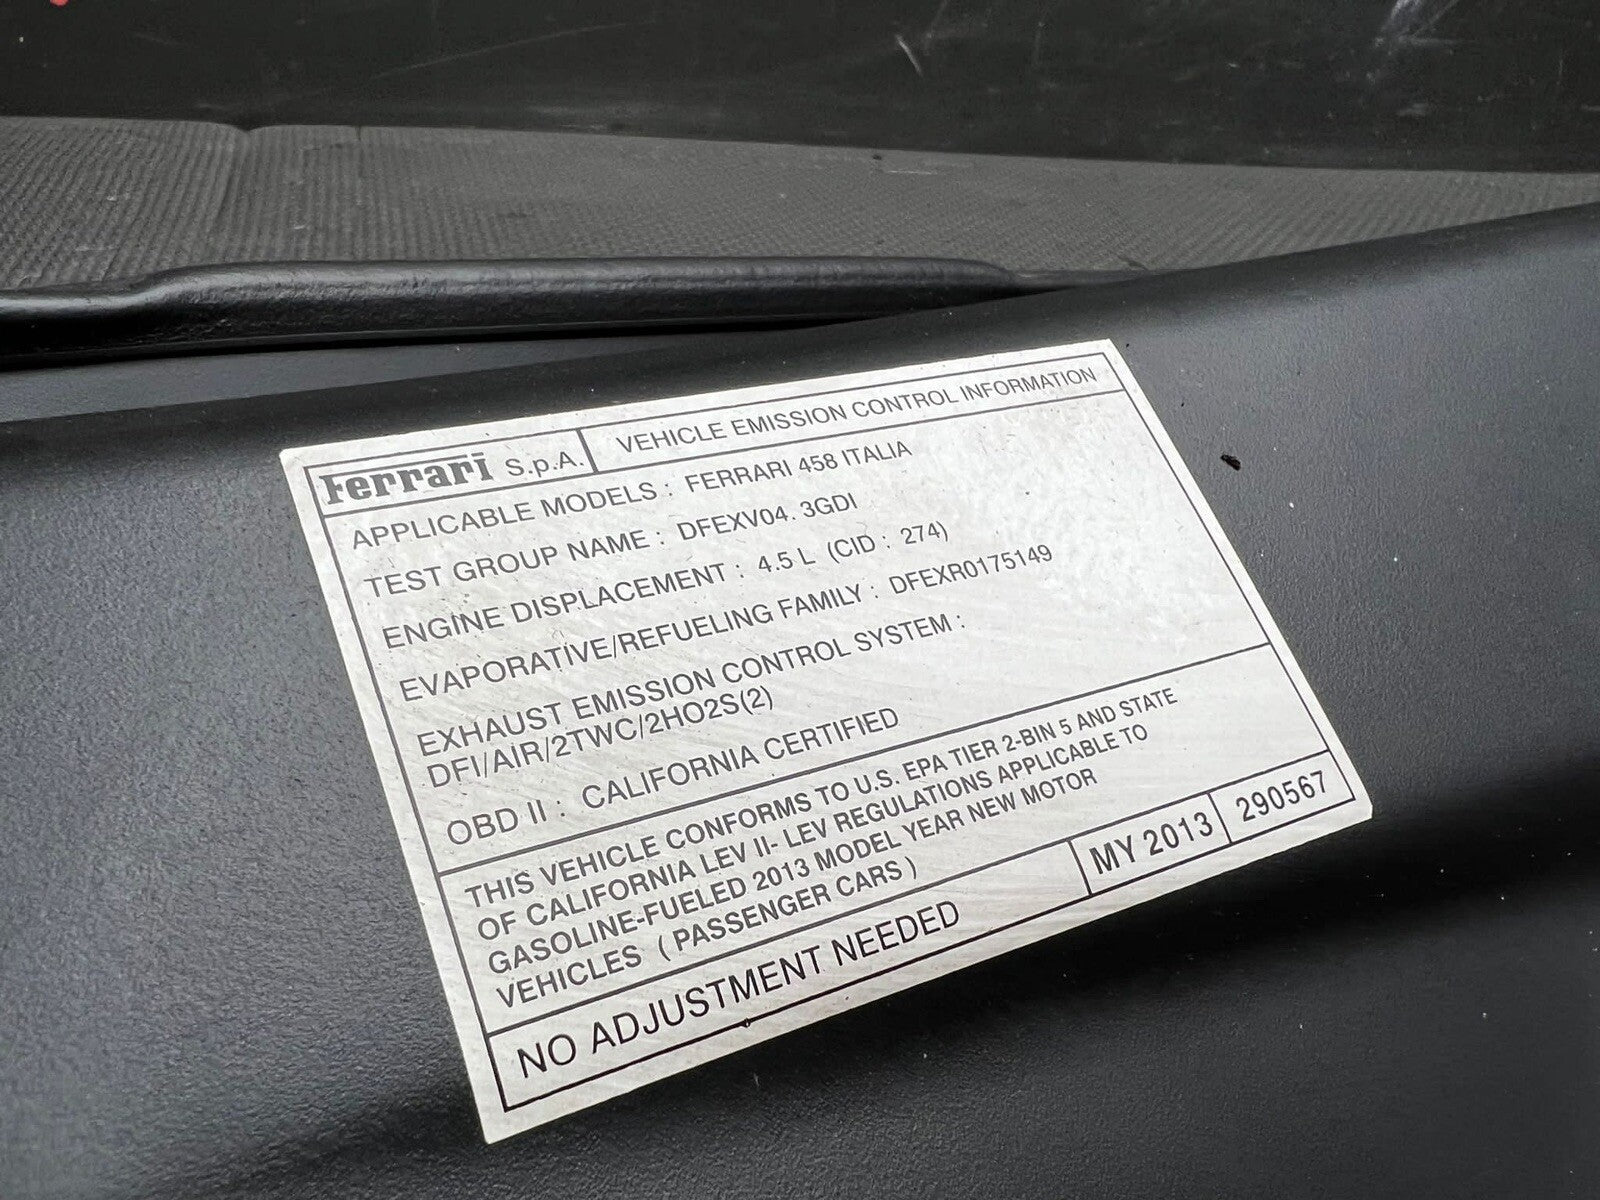 Ferrari S.p.A. VEHICLE EMISSION CONTROL INFORMATION
APPLICABLE MODELS : FERRARI 458 ITALIA
TEST GROUP NAME : DFEXV04. 3GDI
ENGINE DISPLACEMENT : 4.5 L (CID : 274)
EVAPORATIVE/REFUELING FAMILY : DFEXR0175149
EXHAUST EMISSION CONTROL SYSTEM :
DFI/AIR/2TWC/2HO2S(2)
OBD II : CALIFORNIA CERTIFIED
THIS VEHICLE CONFORMS TO U.S. EPA TIER 2-BIN 5 AND STATE
OF CALIFORNIA LEV II- LEV REGULATIONS APPLICABLE TO
GASOLINE-FUELED 2013 MODEL YEAR NEW MOTOR
VEHICLES ( PASSENGER CARS )
NO ADJUSTMENT NEEDED MY 2013 290567